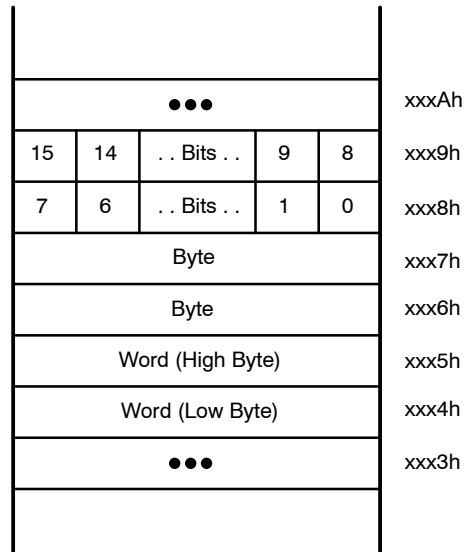 ●●● xxxAh
15 14 . . Bits . . 9 8 xxx9h
7 6 . . Bits . . 1 0 xxx8h
Byte xxx7h
Byte xxx6h
Word (High Byte) xxx5h
Word (Low Byte) xxx4h
●●● xxx3h